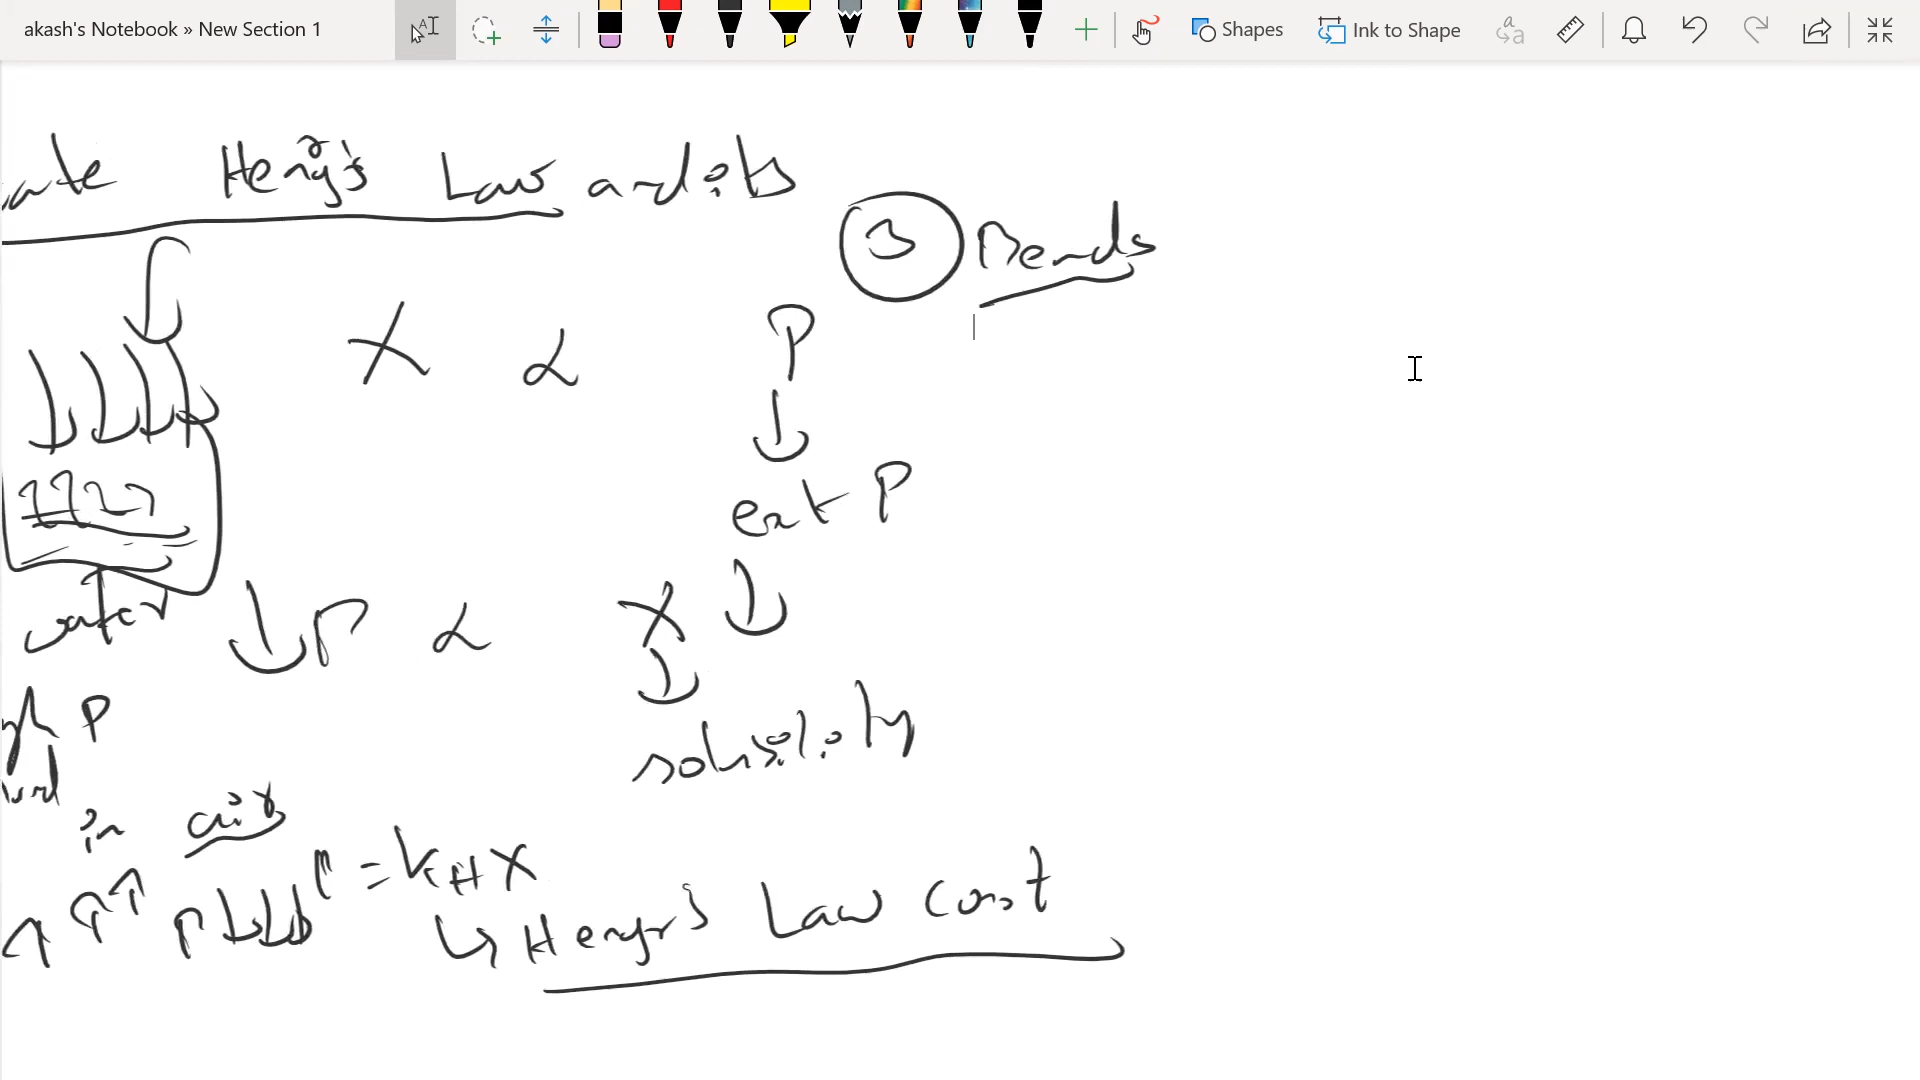 akash's Notebook » New Section 1
Shapes
Ink to Shape
Henry's Law and its
3 Bends
X α P
ext P
water
P α X
P
solubility
in air
P = KH X
Henry's Law const